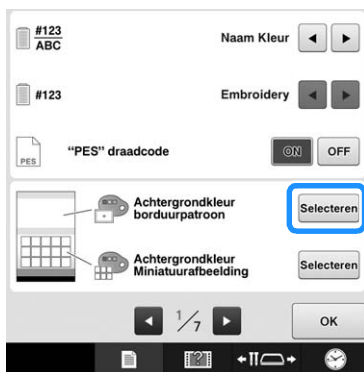 #123
ABC
Naam Kleur
#123
Embroidery
PES
“PES” draadcode
ON
OFF
Achtergrondkleur
borduurpatroon
Selecteren
Achtergrondkleur
Miniatuurafbeelding
Selecteren
1/7
OK
?